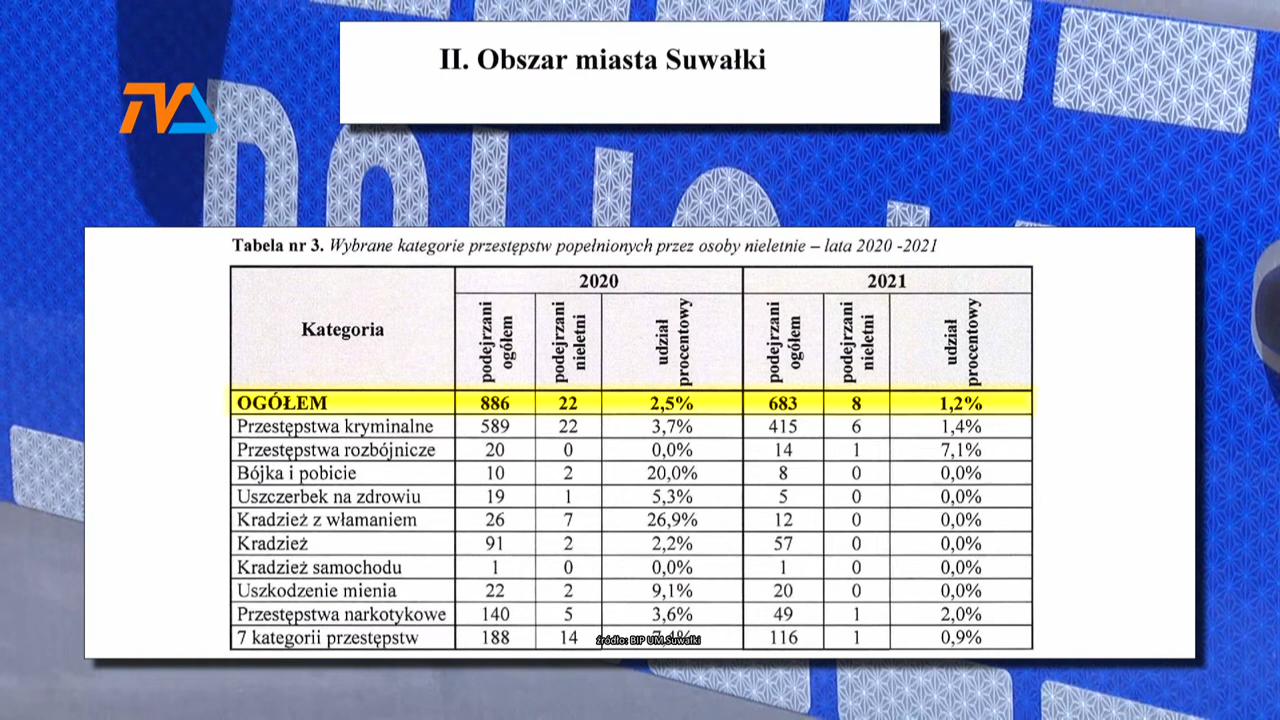 II. Obszar miasta Suwałki
TVA
POLICJA
Tabela nr 3. Wybrane kategorie przestępstw popełnionych przez osoby nieletnie – lata 2020 -2021
Kategoria 2020 2021
podejrzani ogółem podejrzani nieletni udział procentowy podejrzani ogółem podejrzani nieletni udział procentowy
OGÓŁEM 886 22 2,5% 683 8 1,2%
Przestępstwa kryminalne 589 22 3,7% 415 6 1,4%
Przestępstwa rozbójnicze 20 0 0,0% 14 1 7,1%
Bójka i pobicie 10 2 20,0% 8 0 0,0%
Uszczerbek na zdrowiu 19 1 5,3% 5 0 0,0%
Kradzież z włamaniem 26 7 26,9% 12 0 0,0%
Kradzież 91 2 2,2% 57 0 0,0%
Kradzież samochodu 1 0 0,0% 1 0 0,0%
Uszkodzenie mienia 22 2 9,1% 20 0 0,0%
Przestępstwa narkotykowe 140 5 3,6% 49 1 2,0%
7 kategorii przestępstw 188 14 116 1 0,9%
źródło: BIP UM Suwałki